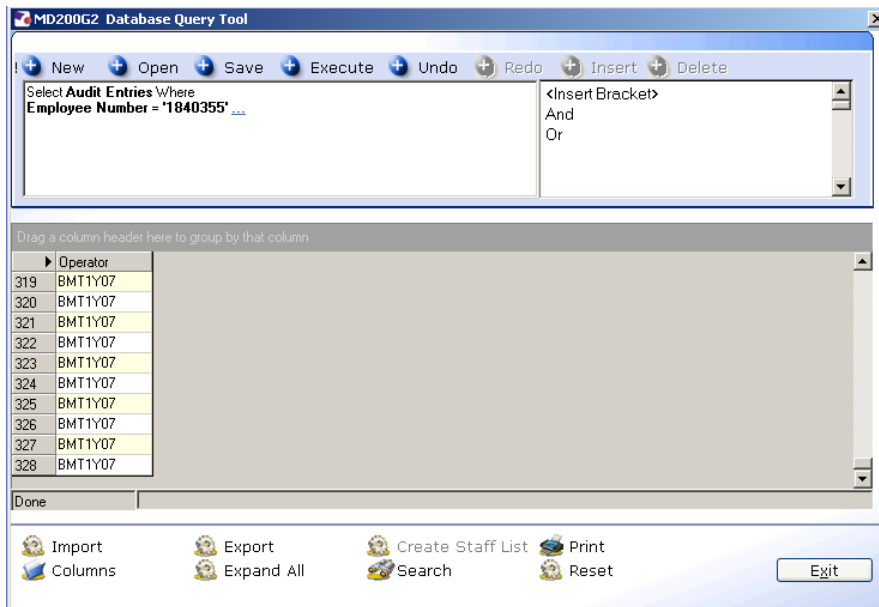 MD200G2 Database Query Tool
! New Open Save Execute Undo Redo Insert Delete
Select Audit Entries Where
Employee Number = '1840355' ...
<Insert Bracket>
And
Or
Drag a column header here to group by that column
Operator
319 BMT1Y07
320 BMT1Y07
321 BMT1Y07
322 BMT1Y07
323 BMT1Y07
324 BMT1Y07
325 BMT1Y07
326 BMT1Y07
327 BMT1Y07
328 BMT1Y07
Done
Import Export Create Staff List Print
Columns Expand All Search Reset Exit